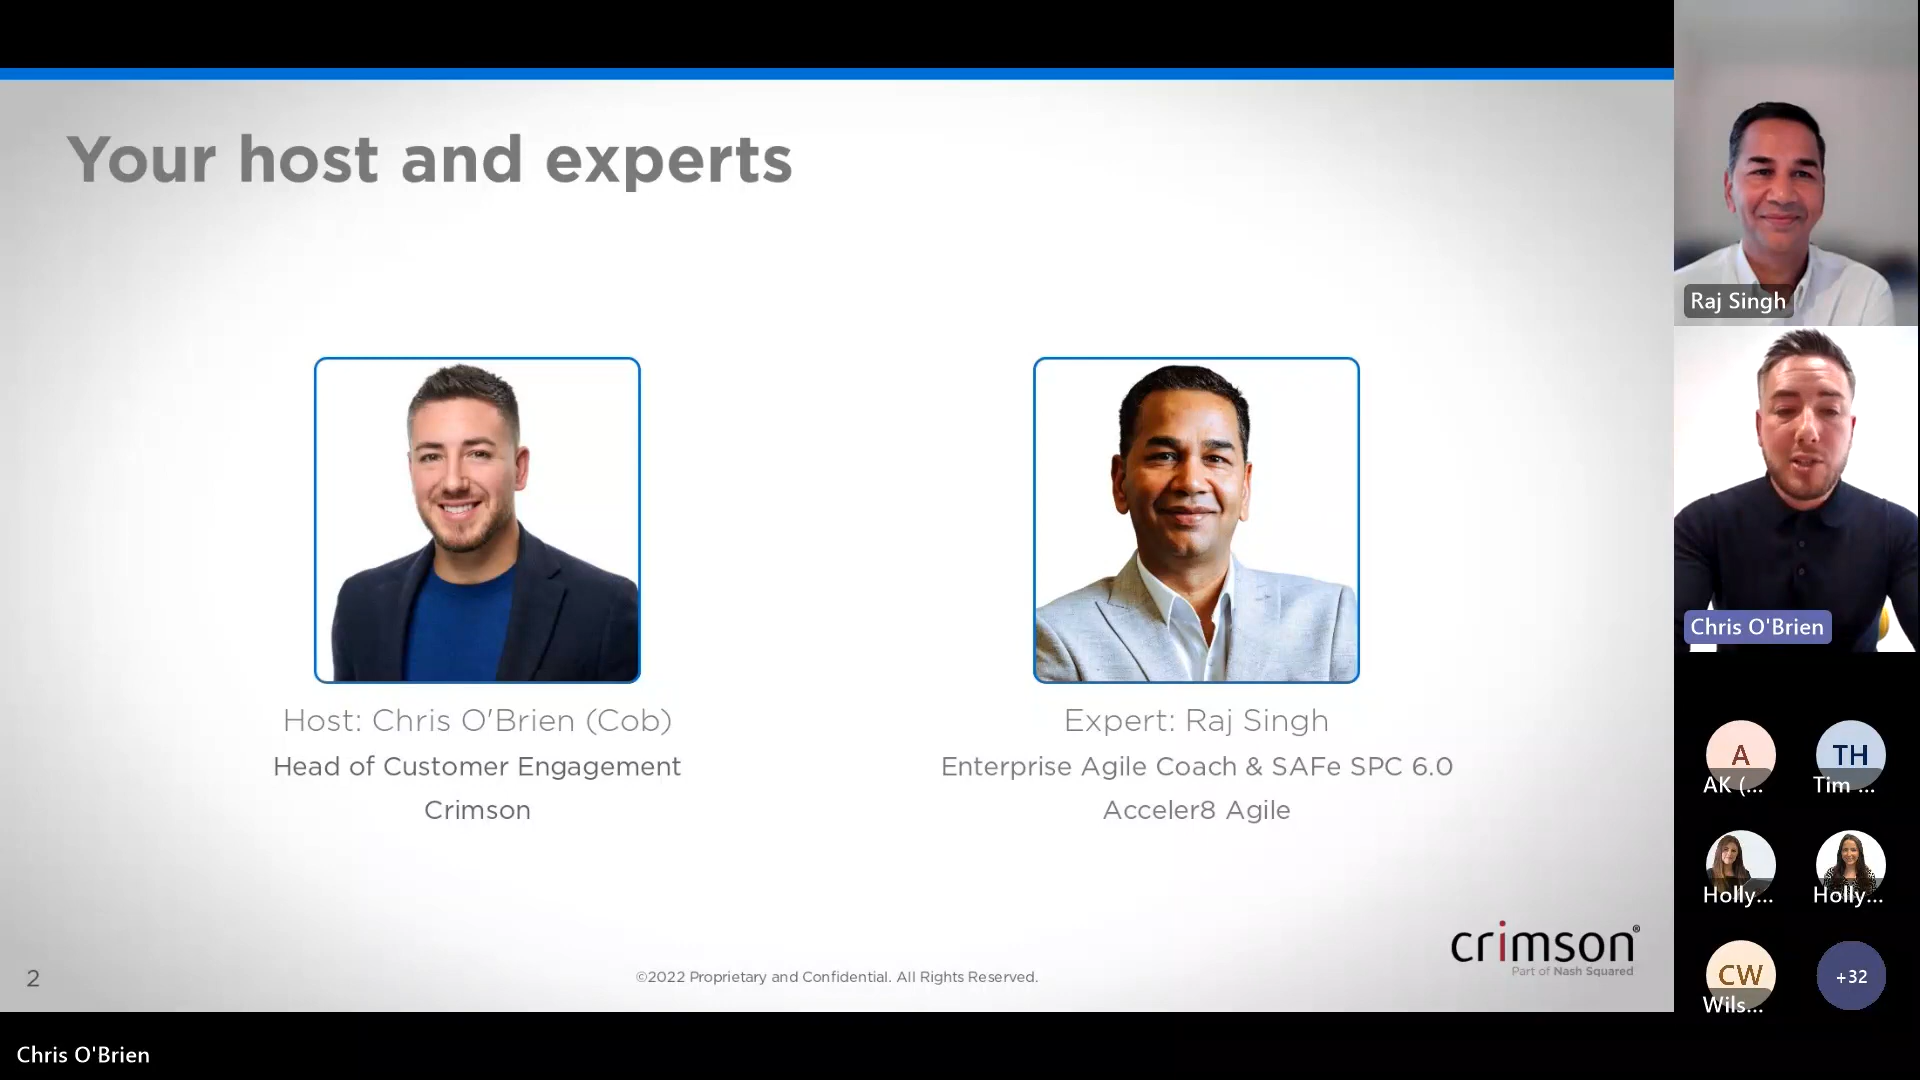 Your host and experts
Host: Chris O'Brien (Cob)
Head of Customer Engagement
Crimson
Expert: Raj Singh
Enterprise Agile Coach & SAFe SPC 6.0
Acceler8 Agile
crimson®
Part of Nash Squared
2
©2022 Proprietary and Confidential. All Rights Reserved.
Raj Singh
Chris O'Brien
A
AK (...
TH
Tim ...
Holly...
Holly...
CW
Wils...
+32
Chris O'Brien